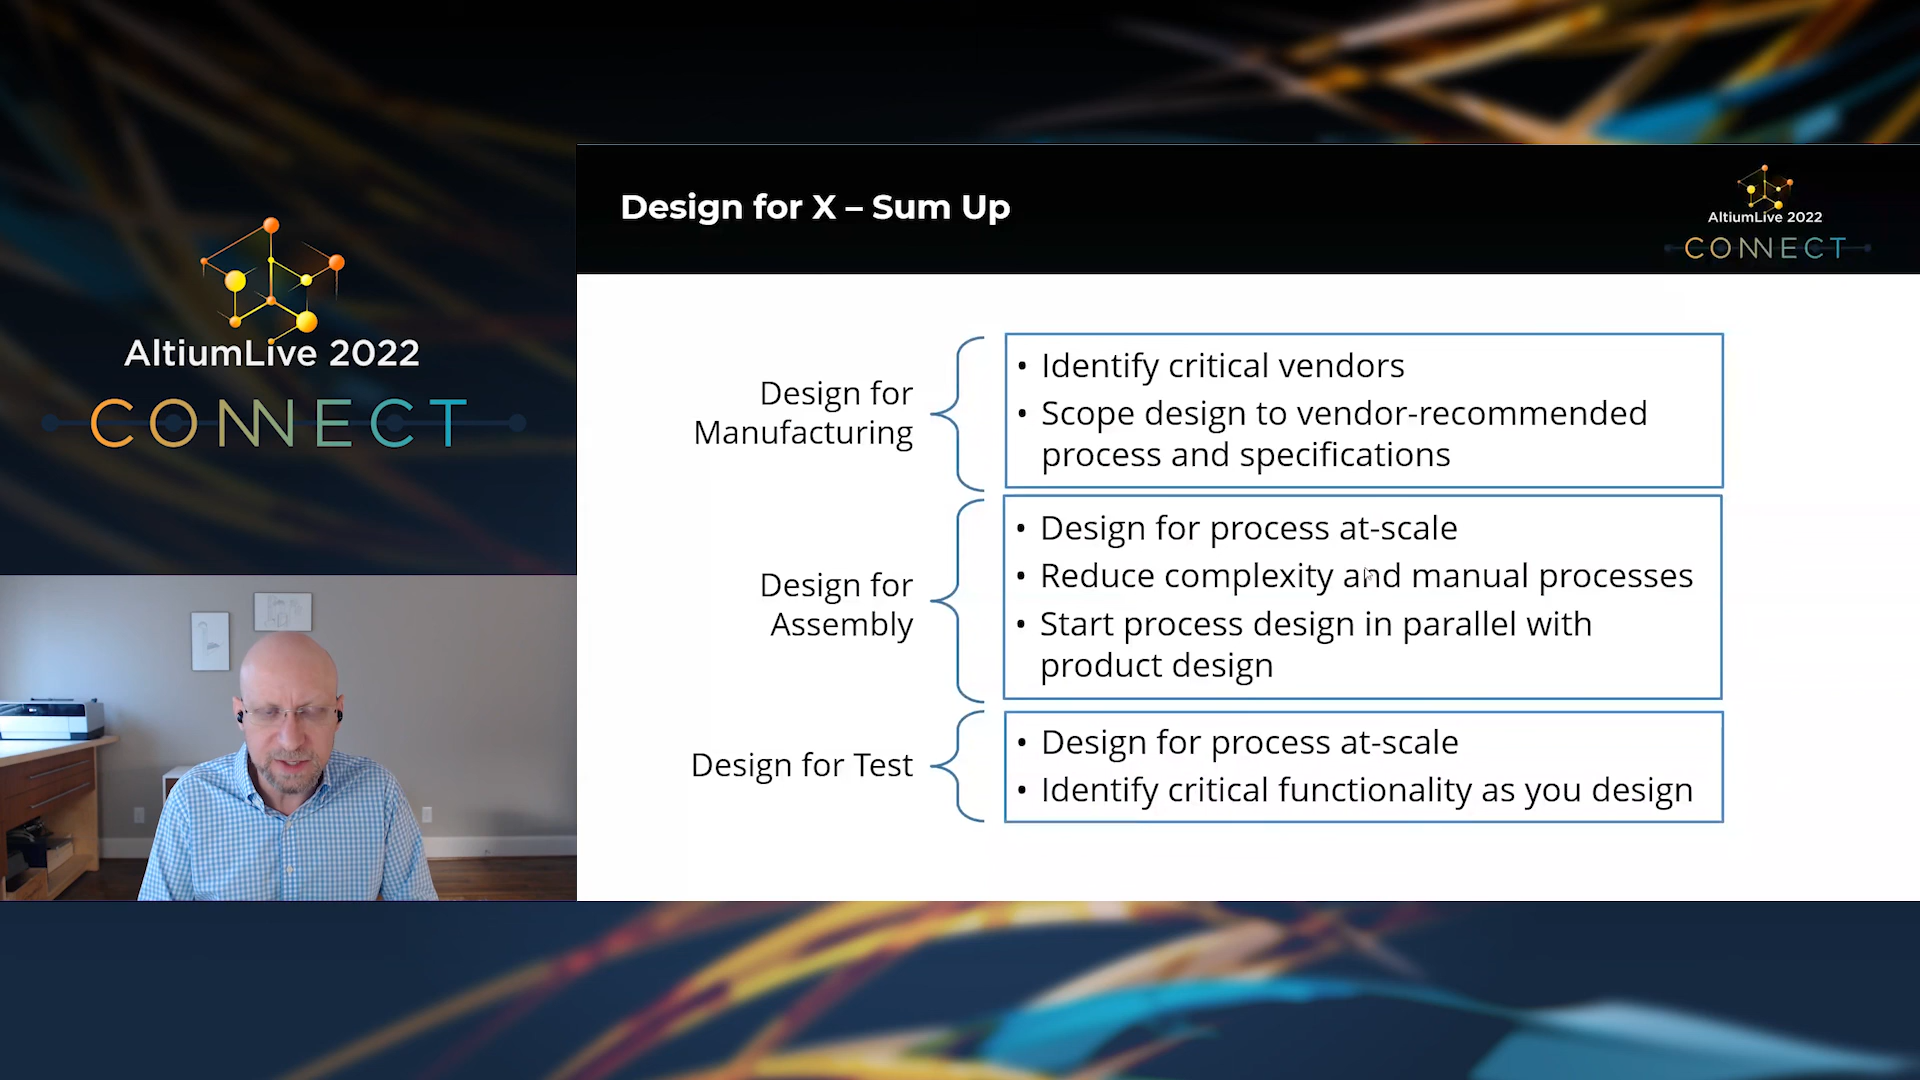 AltiumLive 2022
CONNECT
Design for X – Sum Up
AltiumLive 2022
CONNECT
Design for
Manufacturing
• Identify critical vendors
• Scope design to vendor-recommended
process and specifications
Design for
Assembly
• Design for process at-scale
• Reduce complexity and manual processes
• Start process design in parallel with
product design
Design for Test
• Design for process at-scale
• Identify critical functionality as you design